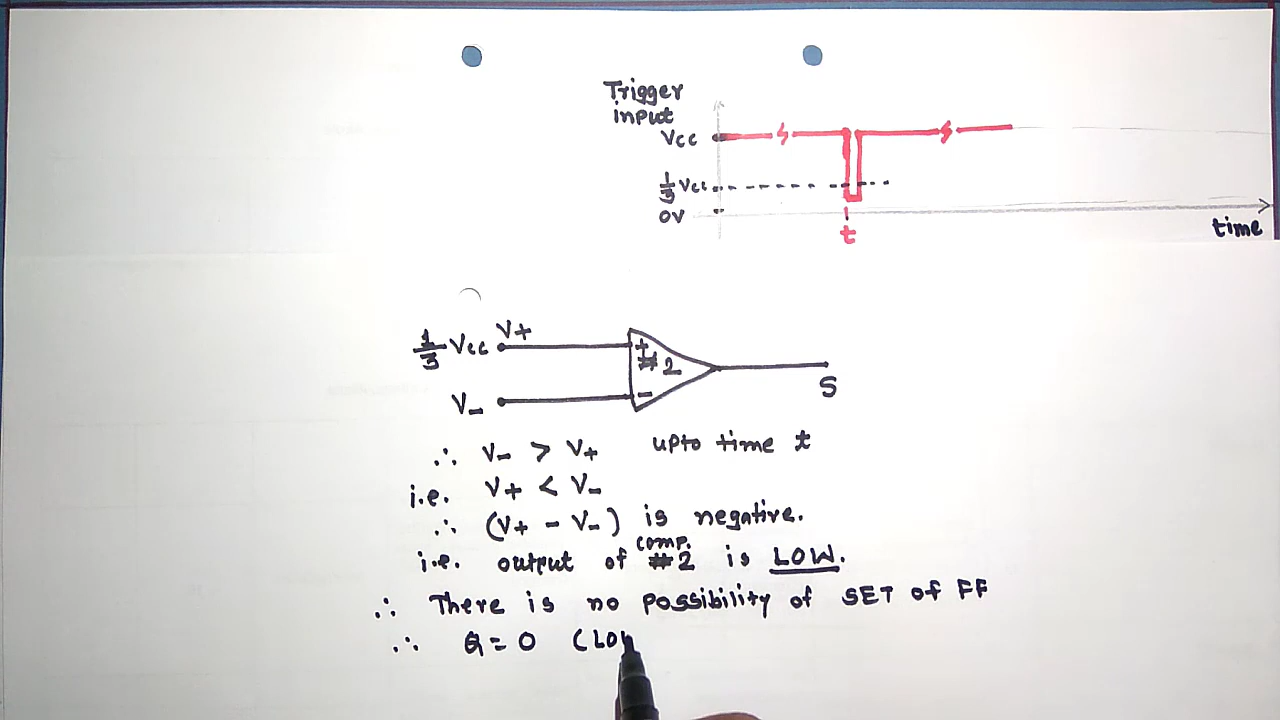 Trigger
input
Vcc
1/3 Vcc
0V
t
time
1/3 Vcc V+
+
#2
S
V-
-
∴ V- > V+ upto time t
i.e. V+ < V-
∴ (V+ - V-) is negative.
comp.
i.e. output of #2 is LOW.
∴ There is no possibility of SET of FF
∴ Q = 0 (LOW